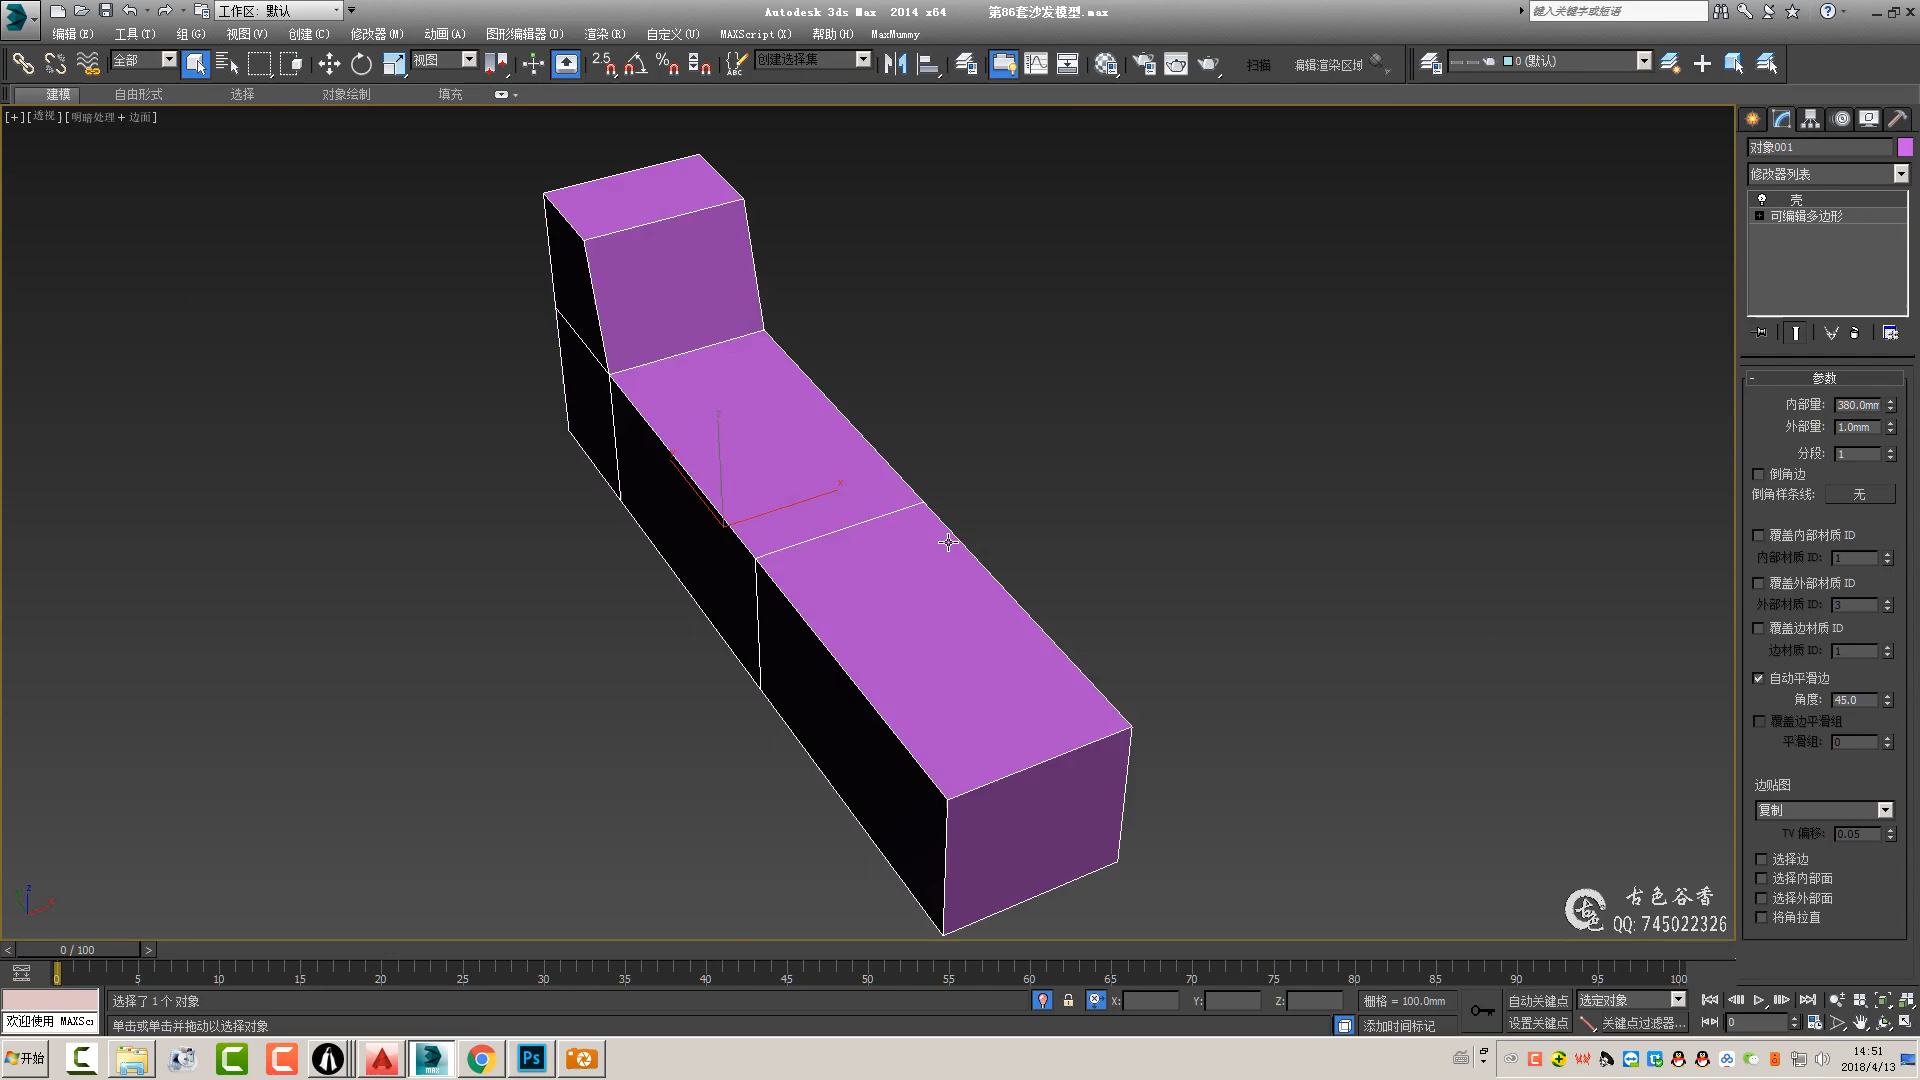 工作区: 默认
Autodesk 3ds Max  2014 x64    第86套沙发模型.max
键入关键字或短语
编辑(E)  工具(T)  组(G)  视图(V)  创建(C)  修改器(M)  动画(A)  图形编辑器(D)  渲染(R)  自定义(U)  MAXScript(X)  帮助(H)  MaxMummy
全部  视图  2.5  创建选择集  扫描  编辑渲染区域  0 (默认)
建模  自由形式  选择  对象绘制  填充
[+][透视][明暗处理 + 边面]
对象001
修改器列表
壳
可编辑多边形
参数
内部量: 380.0mm
外部量: 1.0mm
分段: 1
倒角边
倒角样条线: 无
覆盖内部材质 ID
内部材质 ID: 1
覆盖外部材质 ID
外部材质 ID: 3
覆盖边材质 ID
边材质 ID: 1
自动平滑边
角度: 45.0
覆盖边平滑组
平滑组: 0
边贴图
复制
TV 偏移: 0.05
选择边
选择内部面
选择外部面
将角拉直
古色谷香
QQ: 745022326
0 / 100
0 5 10 15 20 25 30 35 40 45 50 55 60 65 70 75 80 85 90 95 100
选择了 1 个 对象  X:  Y:  Z:  栅格 = 100.0mm  自动关键点  选定对象
欢迎使用 MAXSc  单击或单击并拖动以选择对象  添加时间标记  设置关键点  关键点过滤器...  0
开始  Ps  14:51
2018/4/13